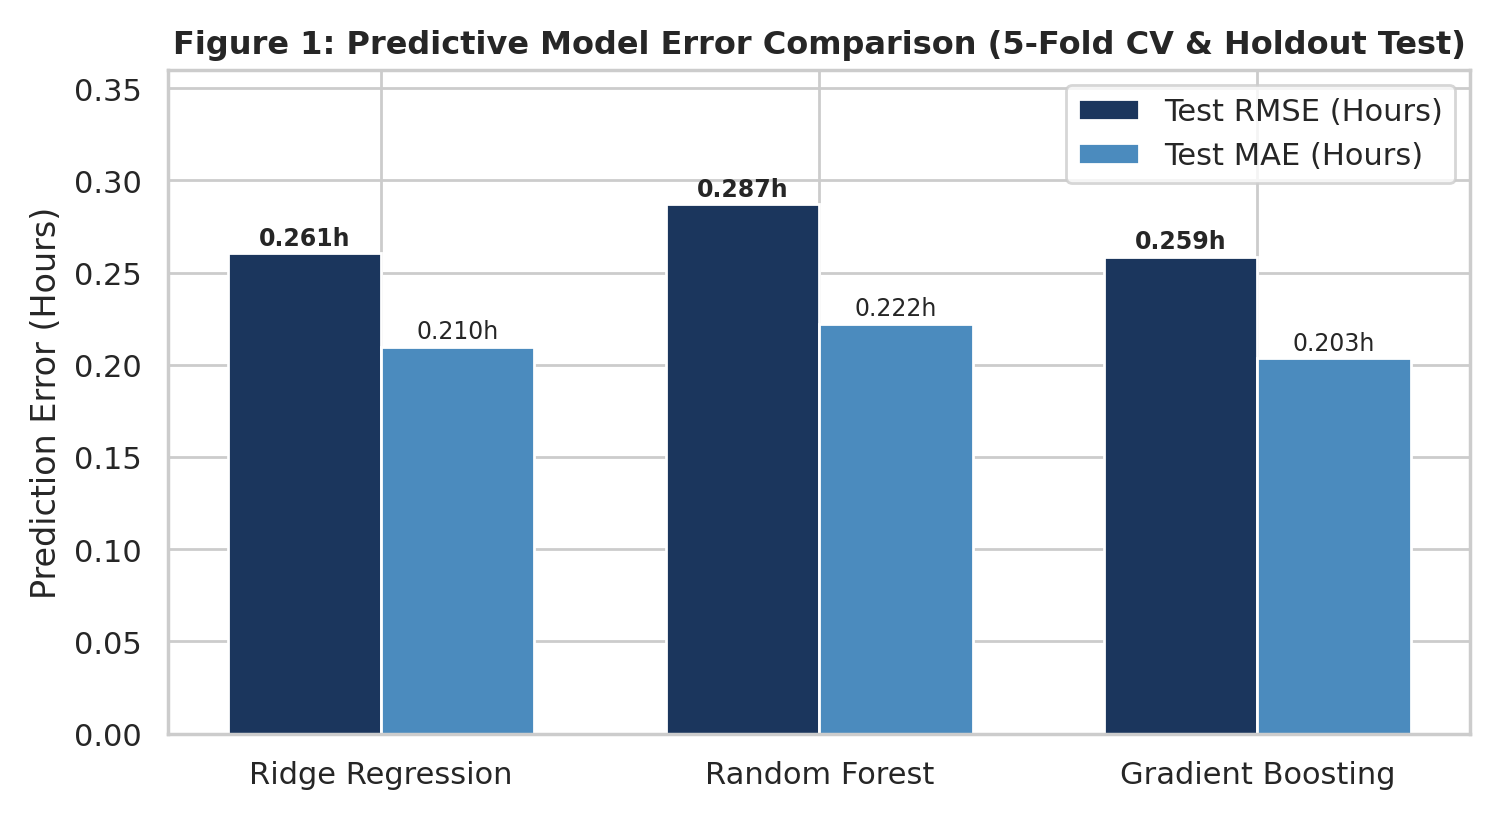 Figure 1: Predictive Model Error Comparison (5-Fold CV & Holdout Test)
Test RMSE (Hours)
Test MAE (Hours)
Prediction Error (Hours)
0.35
0.30
0.25
0.20
0.15
0.10
0.05
0.00
0.261h
0.210h
0.287h
0.222h
0.259h
0.203h
Ridge Regression
Random Forest
Gradient Boosting